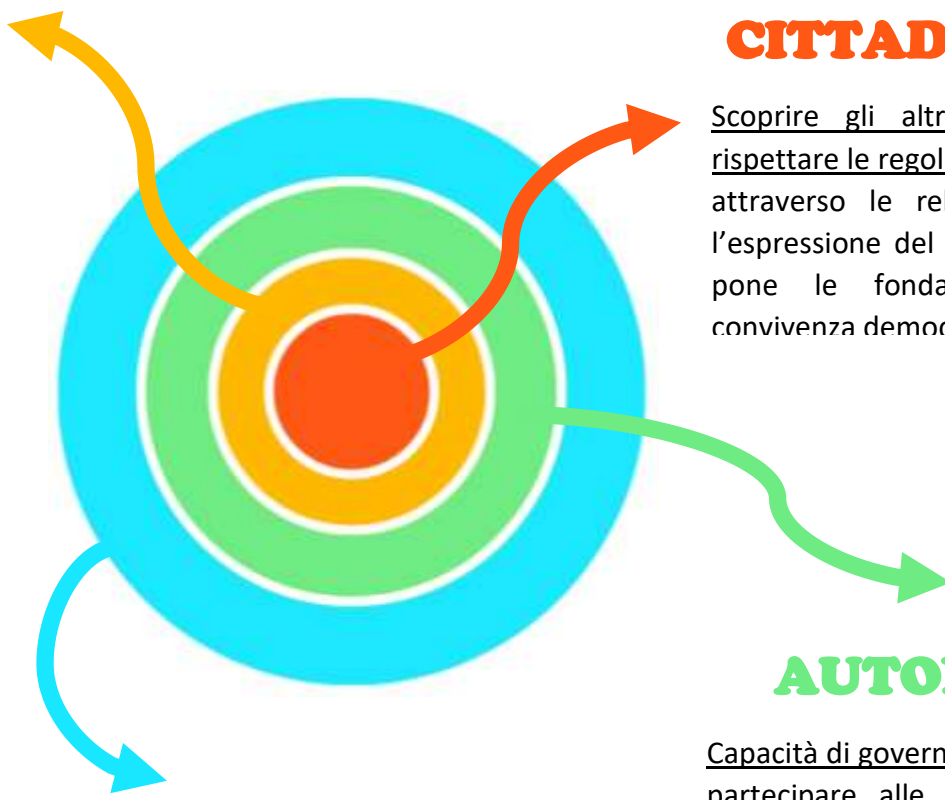 CITTAD
Scoprire gli altr
rispettare le regol
attraverso le rel
l’espressione del
pone le fonda
convivenza democ
AUTO
Capacità di govern
partecipare alle